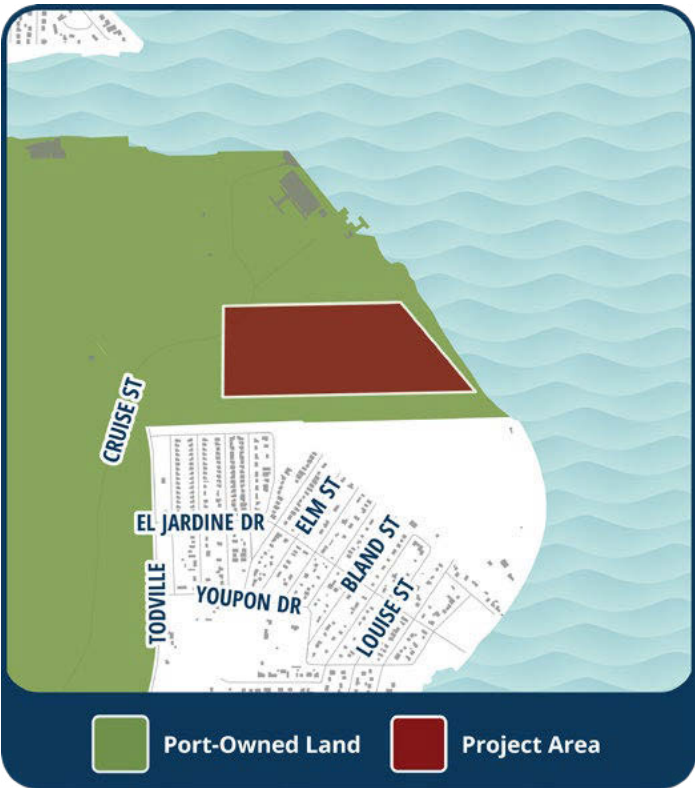 CRUISE ST
EL JARDINE DR
ELM ST
BLAND ST
TODVILLE
YOUPON DR
LOUISE ST
Port-Owned Land
Project Area